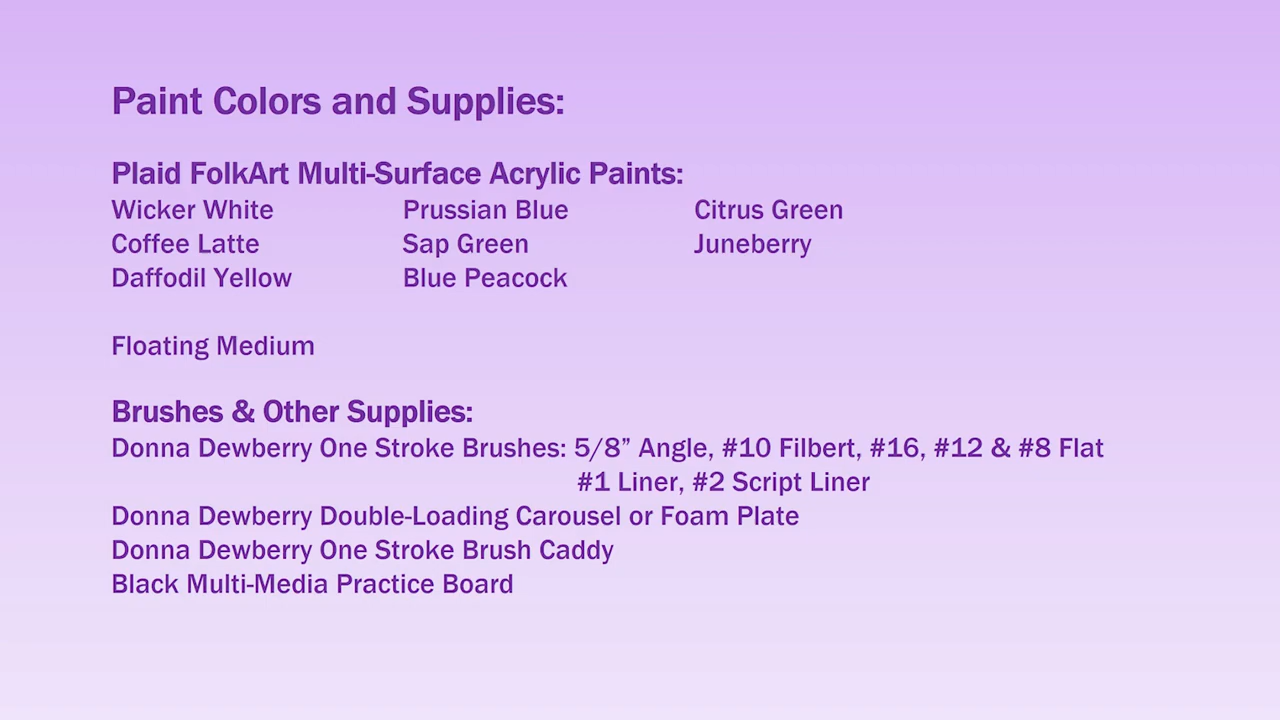 Paint Colors and Supplies:
Plaid FolkArt Multi-Surface Acrylic Paints:
Wicker White Prussian Blue Citrus Green
Coffee Latte Sap Green Juneberry
Daffodil Yellow Blue Peacock
Floating Medium
Brushes & Other Supplies:
Donna Dewberry One Stroke Brushes: 5/8” Angle, #10 Filbert, #16, #12 & #8 Flat
#1 Liner, #2 Script Liner
Donna Dewberry Double-Loading Carousel or Foam Plate
Donna Dewberry One Stroke Brush Caddy
Black Multi-Media Practice Board